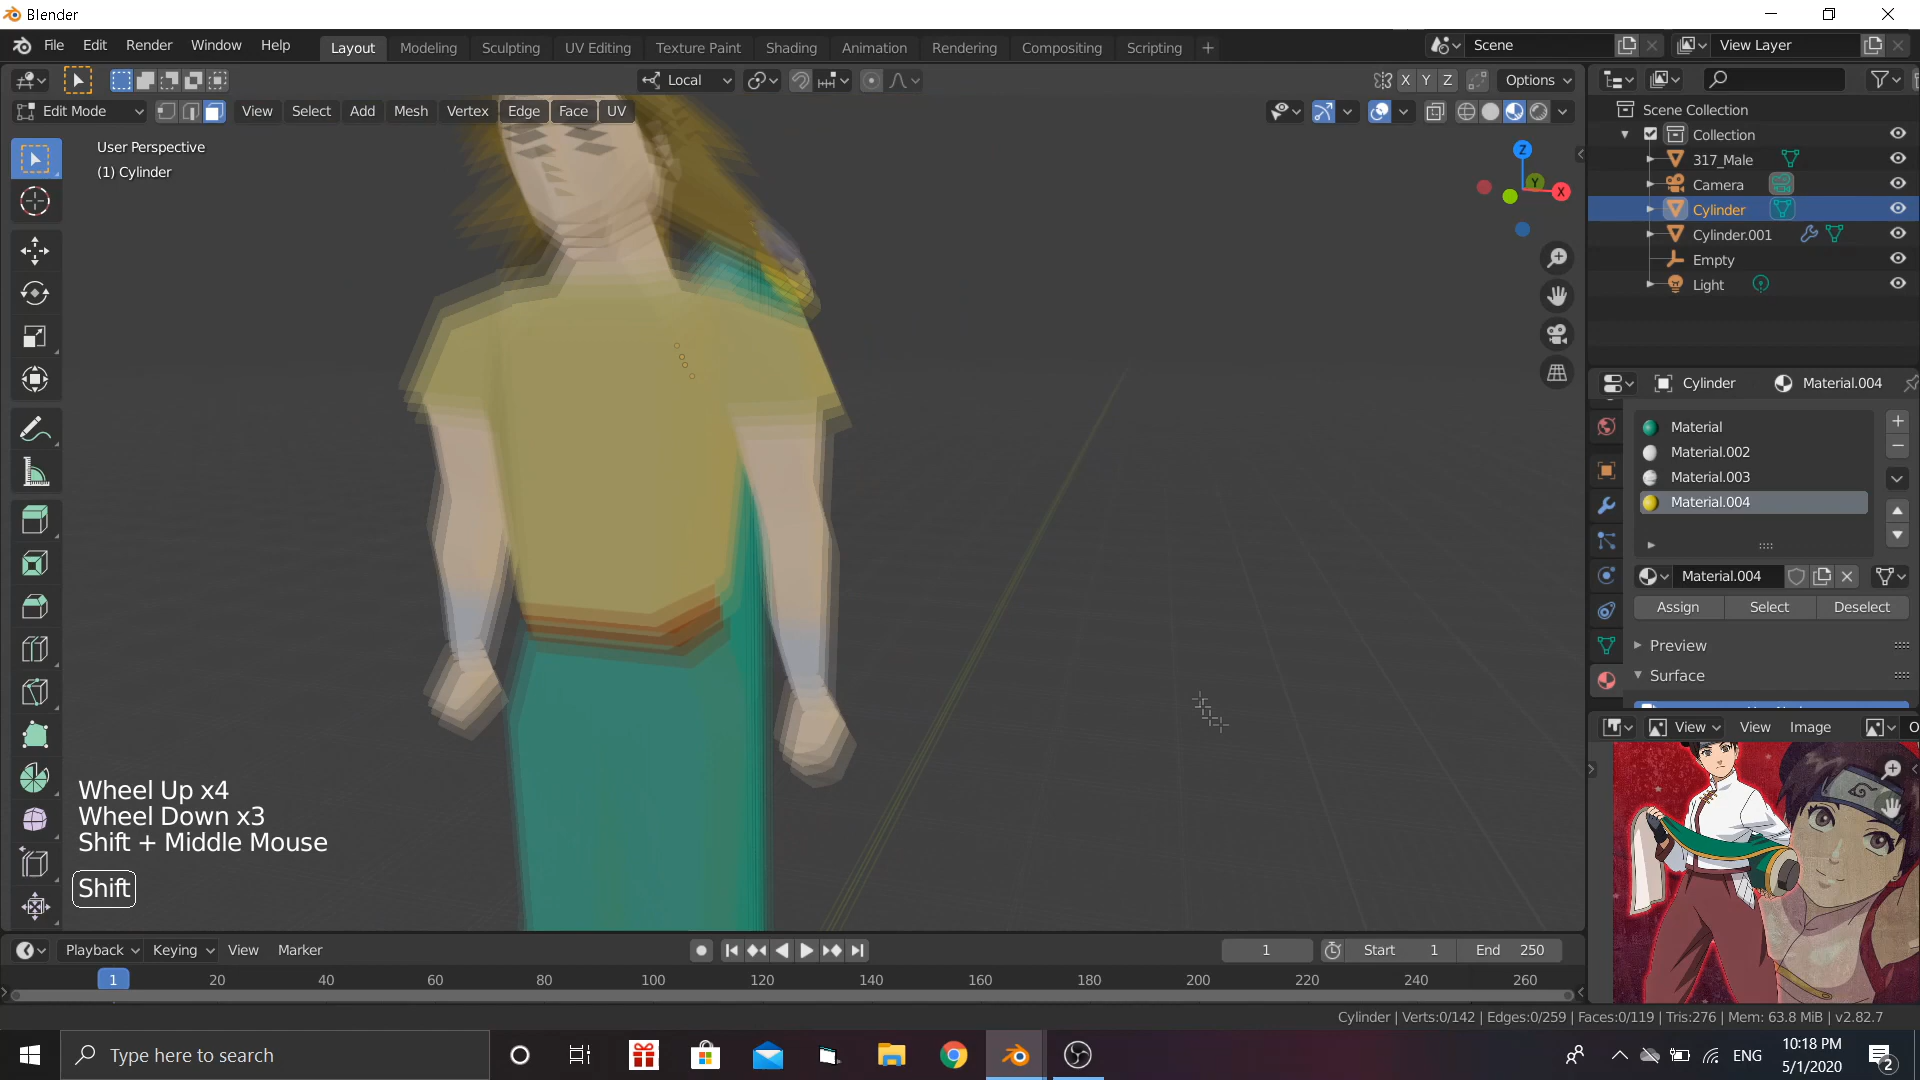 Blender
File Edit Render Window Help
Layout Modeling Sculpting UV Editing Texture Paint Shading Animation Rendering Compositing Scripting +
Scene
View Layer
Local
X Y Z
Options
Edit Mode
View Select Add Mesh Vertex Edge Face UV
User Perspective
(1) Cylinder
Z
Y
X
Scene Collection
Collection
317_Male
Camera
Cylinder
Cylinder.001
Empty
Light
Cylinder
Material.004
Material
Material.002
Material.003
Material.004
Material.004
Assign Select Deselect
Preview
Surface
View View Image
Wheel Up x4
Wheel Down x3
Shift + Middle Mouse
Shift
Playback Keying View Marker
1
Start 1
End 250
1 20 40 60 80 100 120 140 160 180 200 220 240 260
Cylinder | Verts:0/142 | Edges:0/259 | Faces:0/119 | Tris:276 | Mem: 63.8 MiB | v2.82.7
Type here to search
ENG
10:18 PM
5/1/2020
2